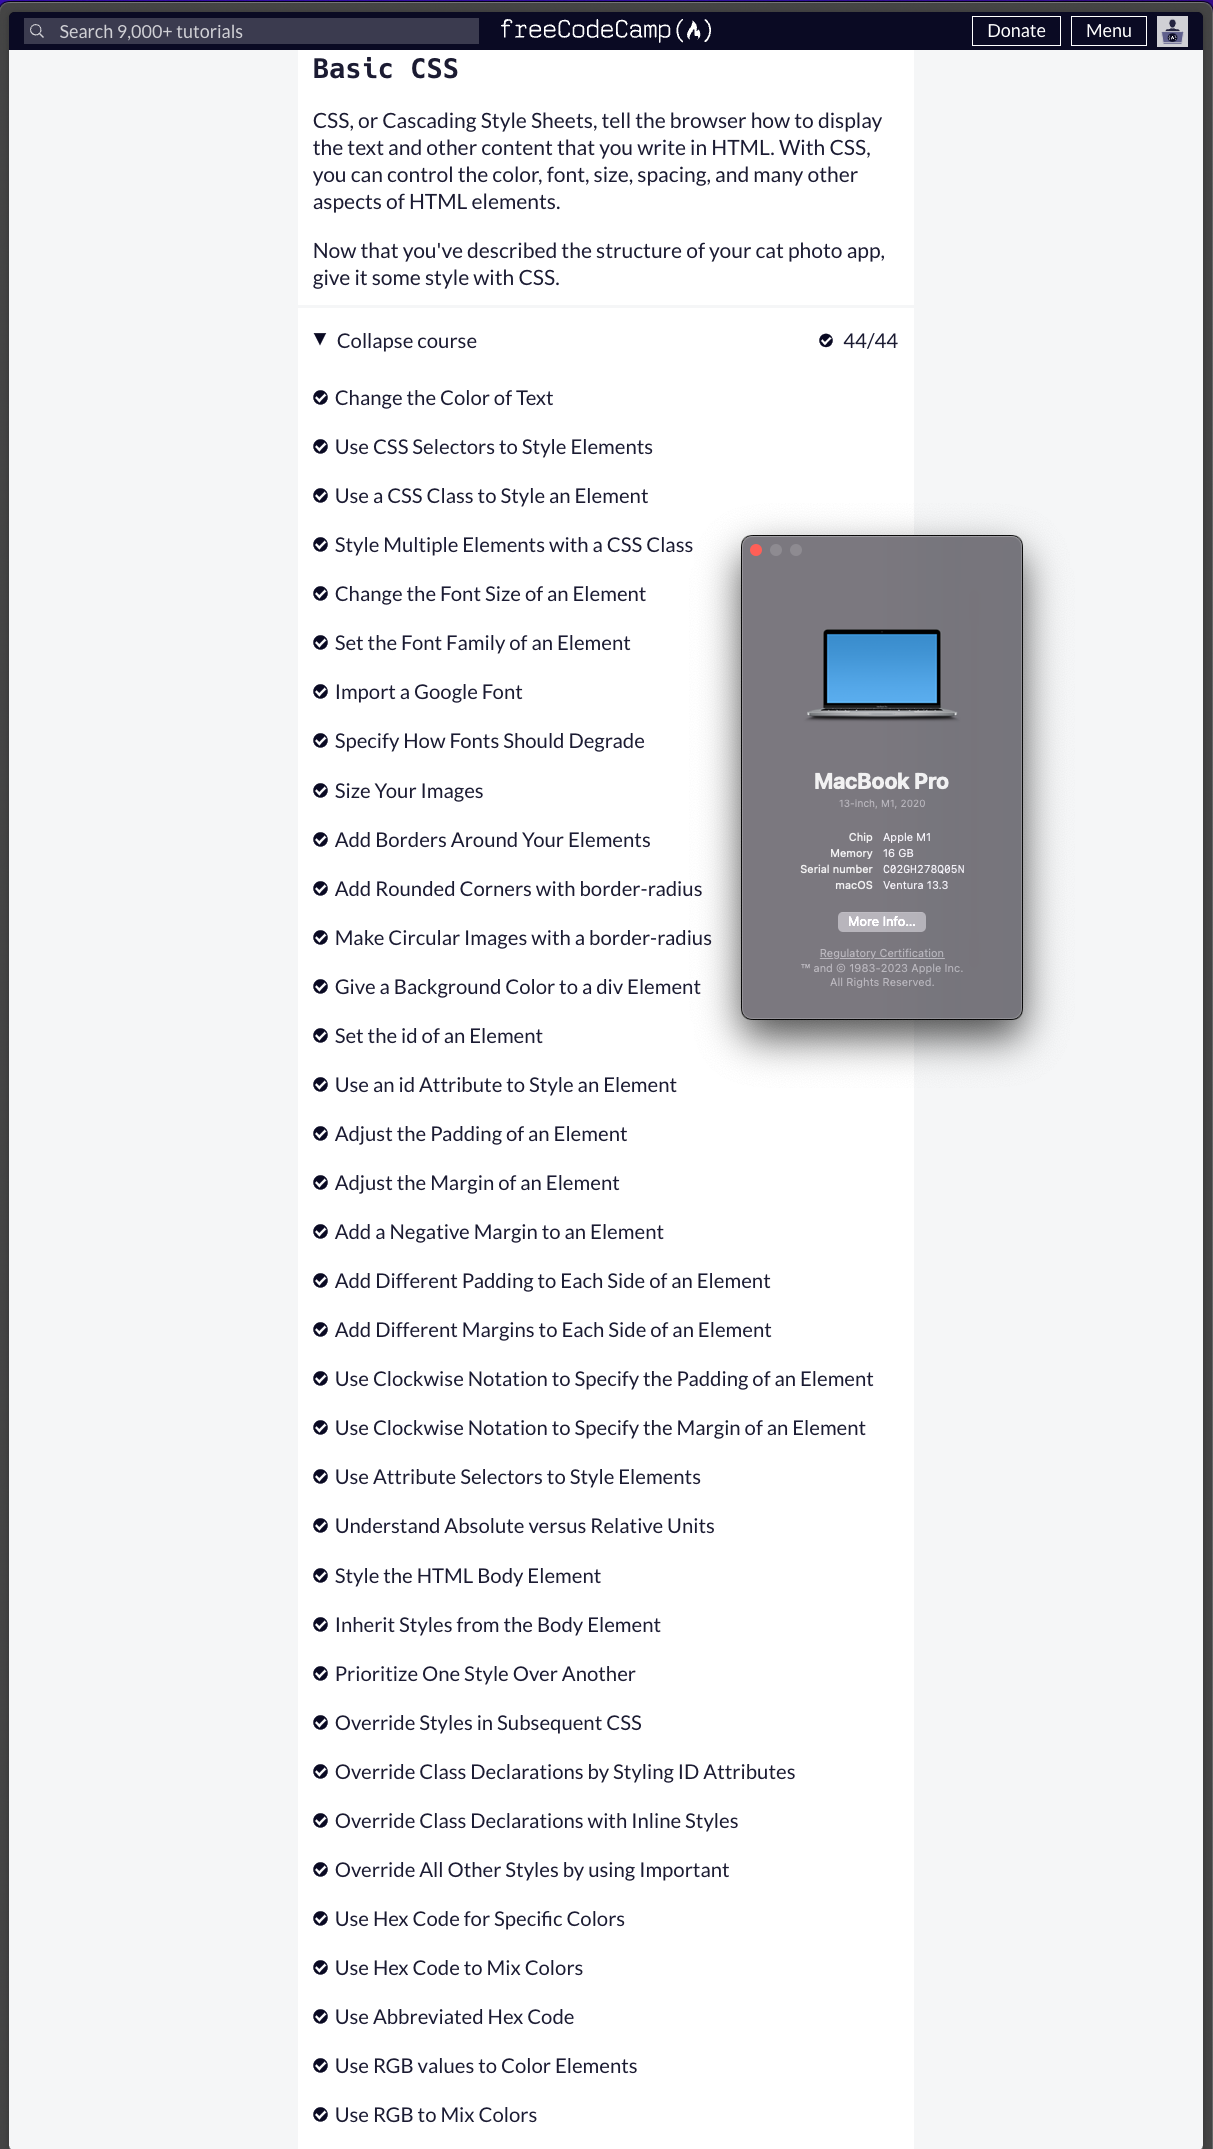 Search 9,000+ tutorials
freeCodeCamp
Donate
Menu
Basic CSS
CSS, or Cascading Style Sheets, tell the browser how to display
the text and other content that you write in HTML. With CSS,
you can control the color, font, size, spacing, and many other
aspects of HTML elements.
Now that you've described the structure of your cat photo app,
give it some style with CSS.
Collapse course
44/44
Change the Color of Text
Use CSS Selectors to Style Elements
Use a CSS Class to Style an Element
Style Multiple Elements with a CSS Class
Change the Font Size of an Element
Set the Font Family of an Element
Import a Google Font
Specify How Fonts Should Degrade
Size Your Images
Add Borders Around Your Elements
Add Rounded Corners with border-radius
Make Circular Images with a border-radius
Give a Background Color to a div Element
Set the id of an Element
Use an id Attribute to Style an Element
Adjust the Padding of an Element
Adjust the Margin of an Element
Add a Negative Margin to an Element
Add Different Padding to Each Side of an Element
Add Different Margins to Each Side of an Element
Use Clockwise Notation to Specify the Padding of an Element
Use Clockwise Notation to Specify the Margin of an Element
Use Attribute Selectors to Style Elements
Understand Absolute versus Relative Units
Style the HTML Body Element
Inherit Styles from the Body Element
Prioritize One Style Over Another
Override Styles in Subsequent CSS
Override Class Declarations by Styling ID Attributes
Override Class Declarations with Inline Styles
Override All Other Styles by using Important
Use Hex Code for Specific Colors
Use Hex Code to Mix Colors
Use Abbreviated Hex Code
Use RGB values to Color Elements
Use RGB to Mix Colors
MacBook Pro
13-inch, M1, 2020
Chip Apple M1
Memory 16 GB
Serial number C02GH278Q05N
macOS Ventura 13.3
More Info...
Regulatory Certification
™ and © 1983-2023 Apple Inc.
All Rights Reserved.